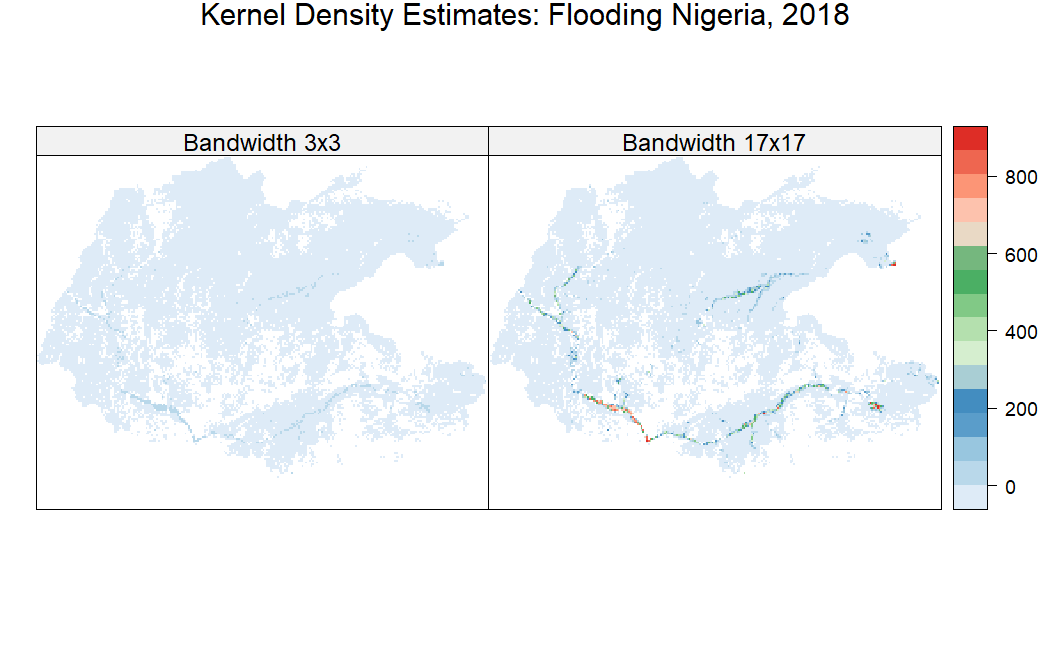 Kernel Density Estimates: Flooding Nigeria, 2018
Bandwidth 3x3
Bandwidth 17x17
800
600
400
200
0